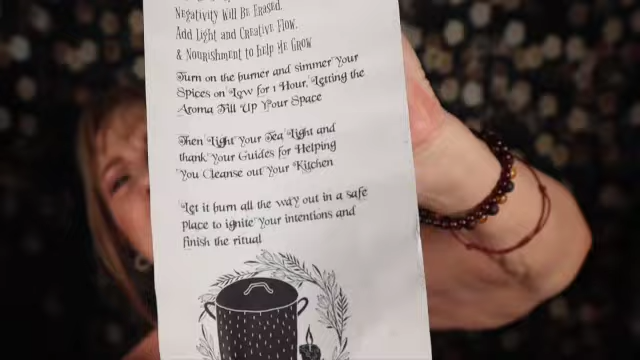 Negativity Will Be Erased.
Add Light and Creative Flow.
& Nourishment to help Me Grow
Turn on the burner and simmer Your
Spices on Low for 1 Hour, Letting the
Aroma Fill Up Your Space
Then Light Your Tea Light and
thank Your Guides for Helping
You Cleanse out Your Kitchen
Let it burn all the way out in a safe
place to ignite Your intentions and
finish the ritual